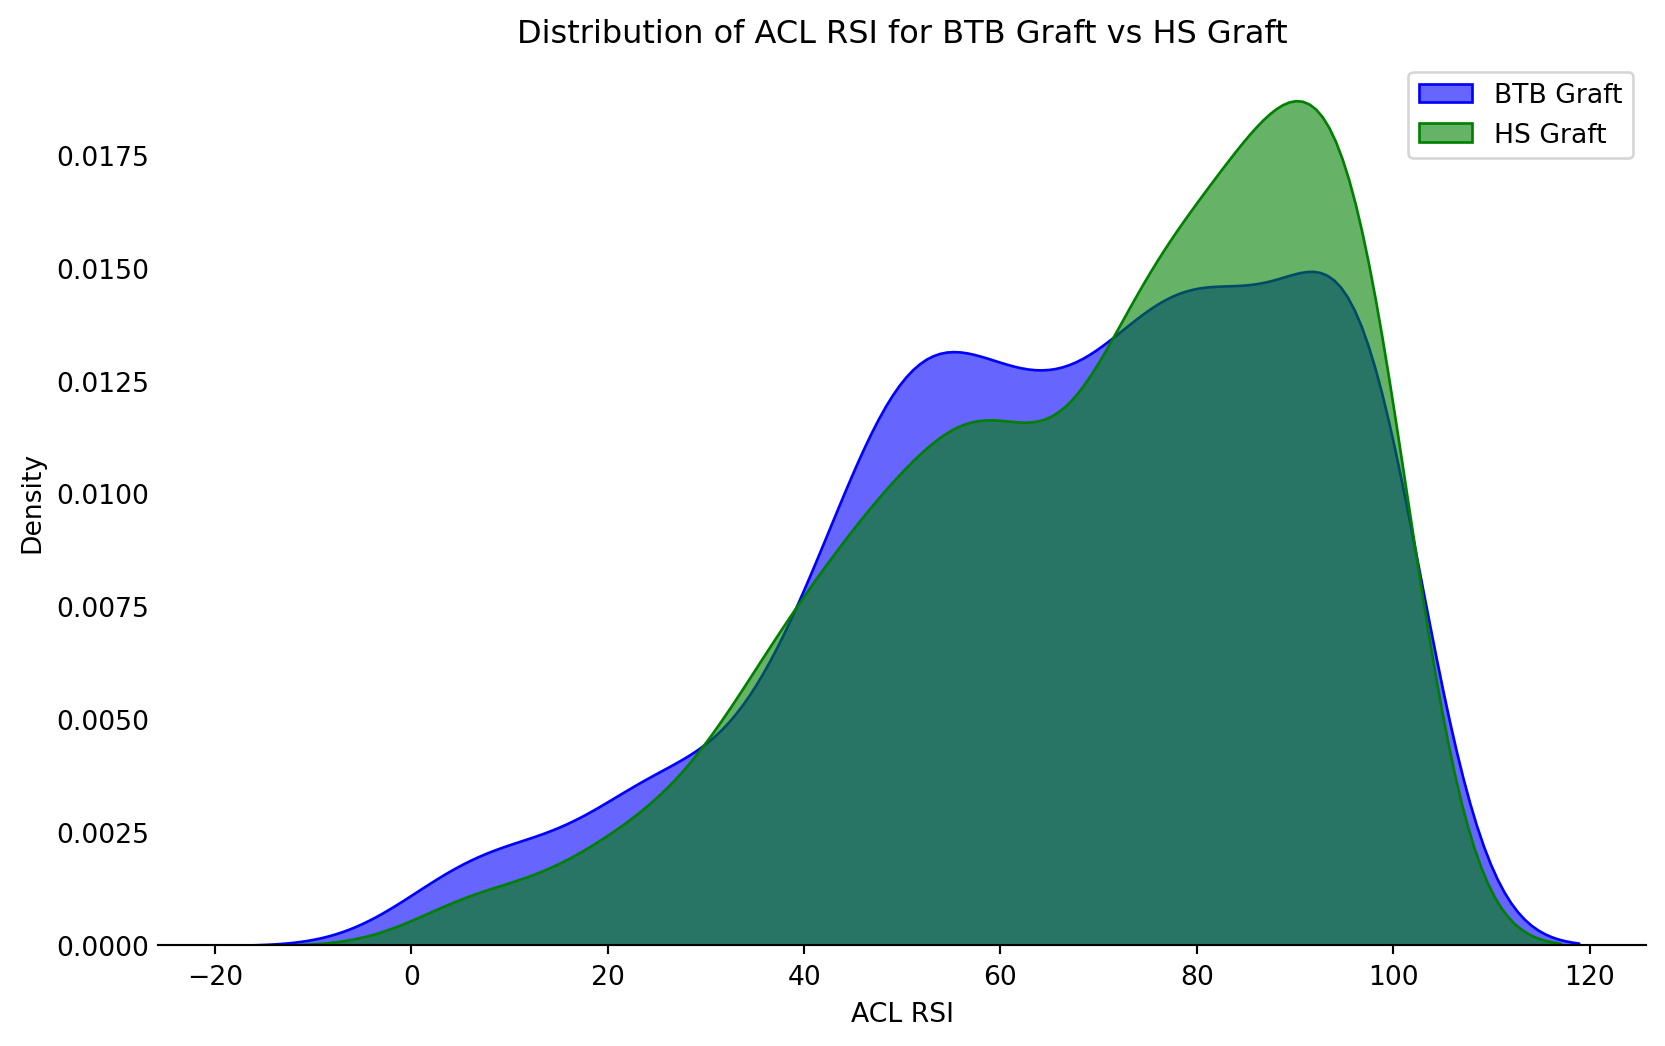 Distribution of ACL RSI for BTB Graft vs HS Graft
BTB Graft
HS Graft
0.0175
0.0150
0.0125
0.0100
0.0075
0.0050
0.0025
0.0000
Density
−20 0 20 40 60 80 100 120
ACL RSI